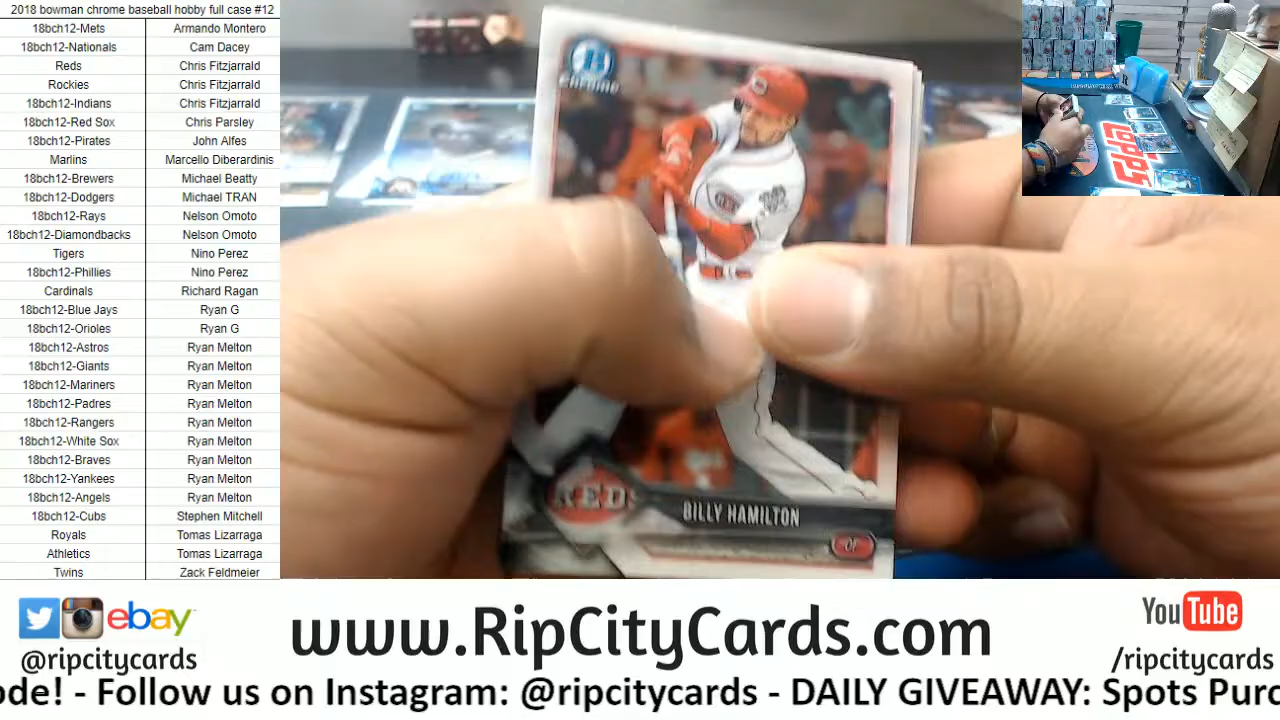 2018 bowman chrome baseball hobby full case #12
18bch12-Mets Armando Montero
18bch12-Nationals Cam Dacey
Reds Chris Fitzjarrald
Rockies Chris Fitzjarrald
18bch12-Indians Chris Fitzjarrald
18bch12-Red Sox Chris Parsley
18bch12-Pirates John Alfes
Marlins Marcello Diberardinis
18bch12-Brewers Michael Beatty
18bch12-Dodgers Michael TRAN
18bch12-Rays Nelson Omoto
18bch12-Diamondbacks Nelson Omoto
Tigers Nino Perez
18bch12-Phillies Nino Perez
Cardinals Richard Ragan
18bch12-Blue Jays Ryan G
18bch12-Orioles Ryan G
18bch12-Astros Ryan Melton
18bch12-Giants Ryan Melton
18bch12-Mariners Ryan Melton
18bch12-Padres Ryan Melton
18bch12-Rangers Ryan Melton
18bch12-White Sox Ryan Melton
18bch12-Braves Ryan Melton
18bch12-Yankees Ryan Melton
18bch12-Angels Ryan Melton
18bch12-Cubs Stephen Mitchell
Royals Tomas Lizarraga
Athletics Tomas Lizarraga
Twins Zack Feldmeier
B
CHROME
REDS
BILLY HAMILTON
OF
Topps
ebay
@ripcitycards
www.RipCityCards.com
YouTube
/ripcitycards
ode! - Follow us on Instagram: @ripcitycards - DAILY GIVEAWAY: Spots Purc